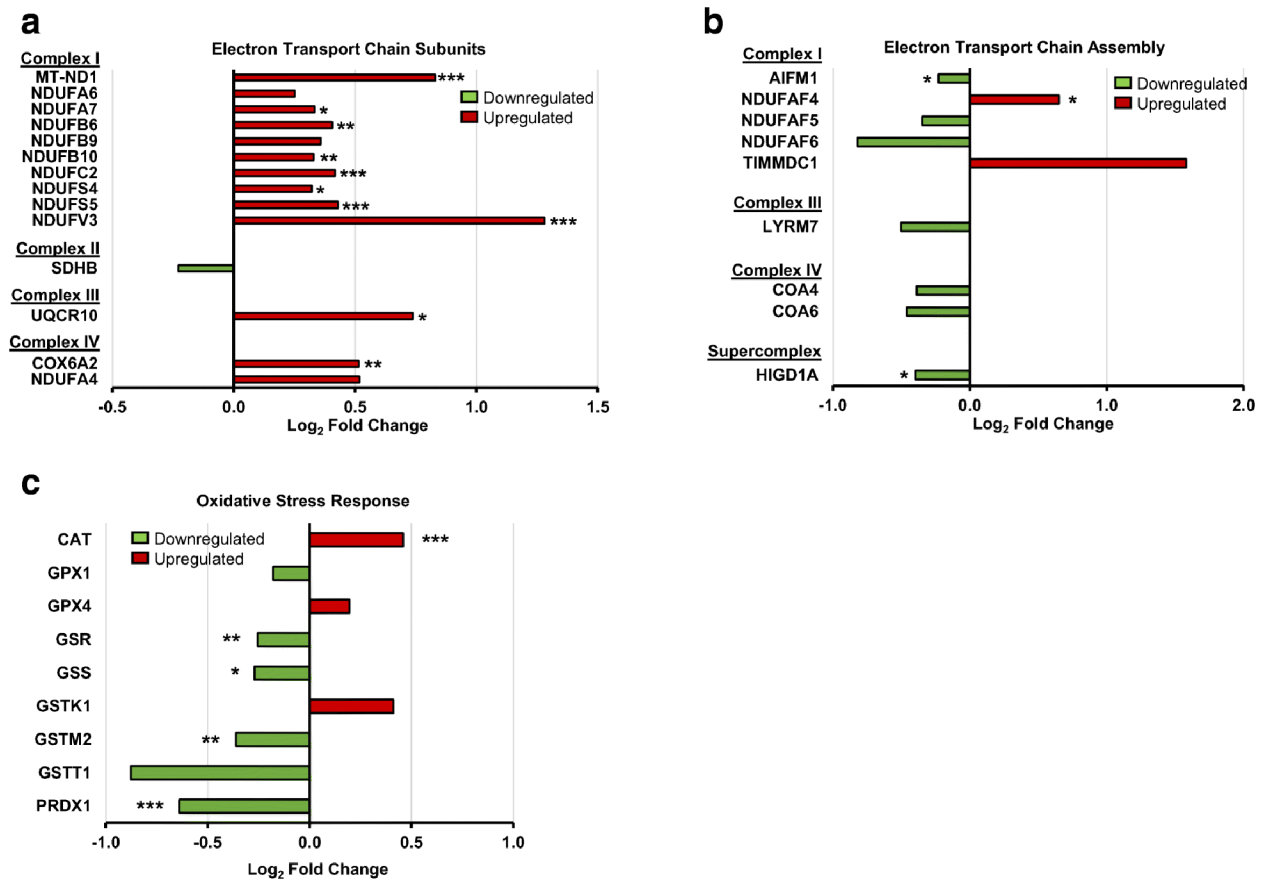 a
Electron Transport Chain Subunits
Complex I
MT-ND1 ***
NDUFA6
NDUFA7 *
NDUFB6 **
NDUFB9
NDUFB10 **
NDUFC2 ***
NDUFS4 *
NDUFS5 ***
NDUFV3 ***
Complex II
SDHB
Complex III
UQCR10 *
Complex IV
COX6A2 **
NDUFA4
Downregulated
Upregulated
-0.5 0.0 0.5 1.0 1.5
Log2 Fold Change
b
Electron Transport Chain Assembly
Complex I
AIFM1 *
NDUFAF4 *
NDUFAF5
NDUFAF6
TIMMDC1
Complex III
LYRM7
Complex IV
COA4
COA6
Supercomplex
HIGD1A *
Downregulated
Upregulated
-1.0 0.0 1.0 2.0
Log2 Fold Change
c
Oxidative Stress Response
Downregulated
Upregulated
CAT ***
GPX1
GPX4
GSR **
GSS *
GSTK1
GSTM2 **
GSTT1
PRDX1 ***
-1.0 -0.5 0.0 0.5 1.0
Log2 Fold Change